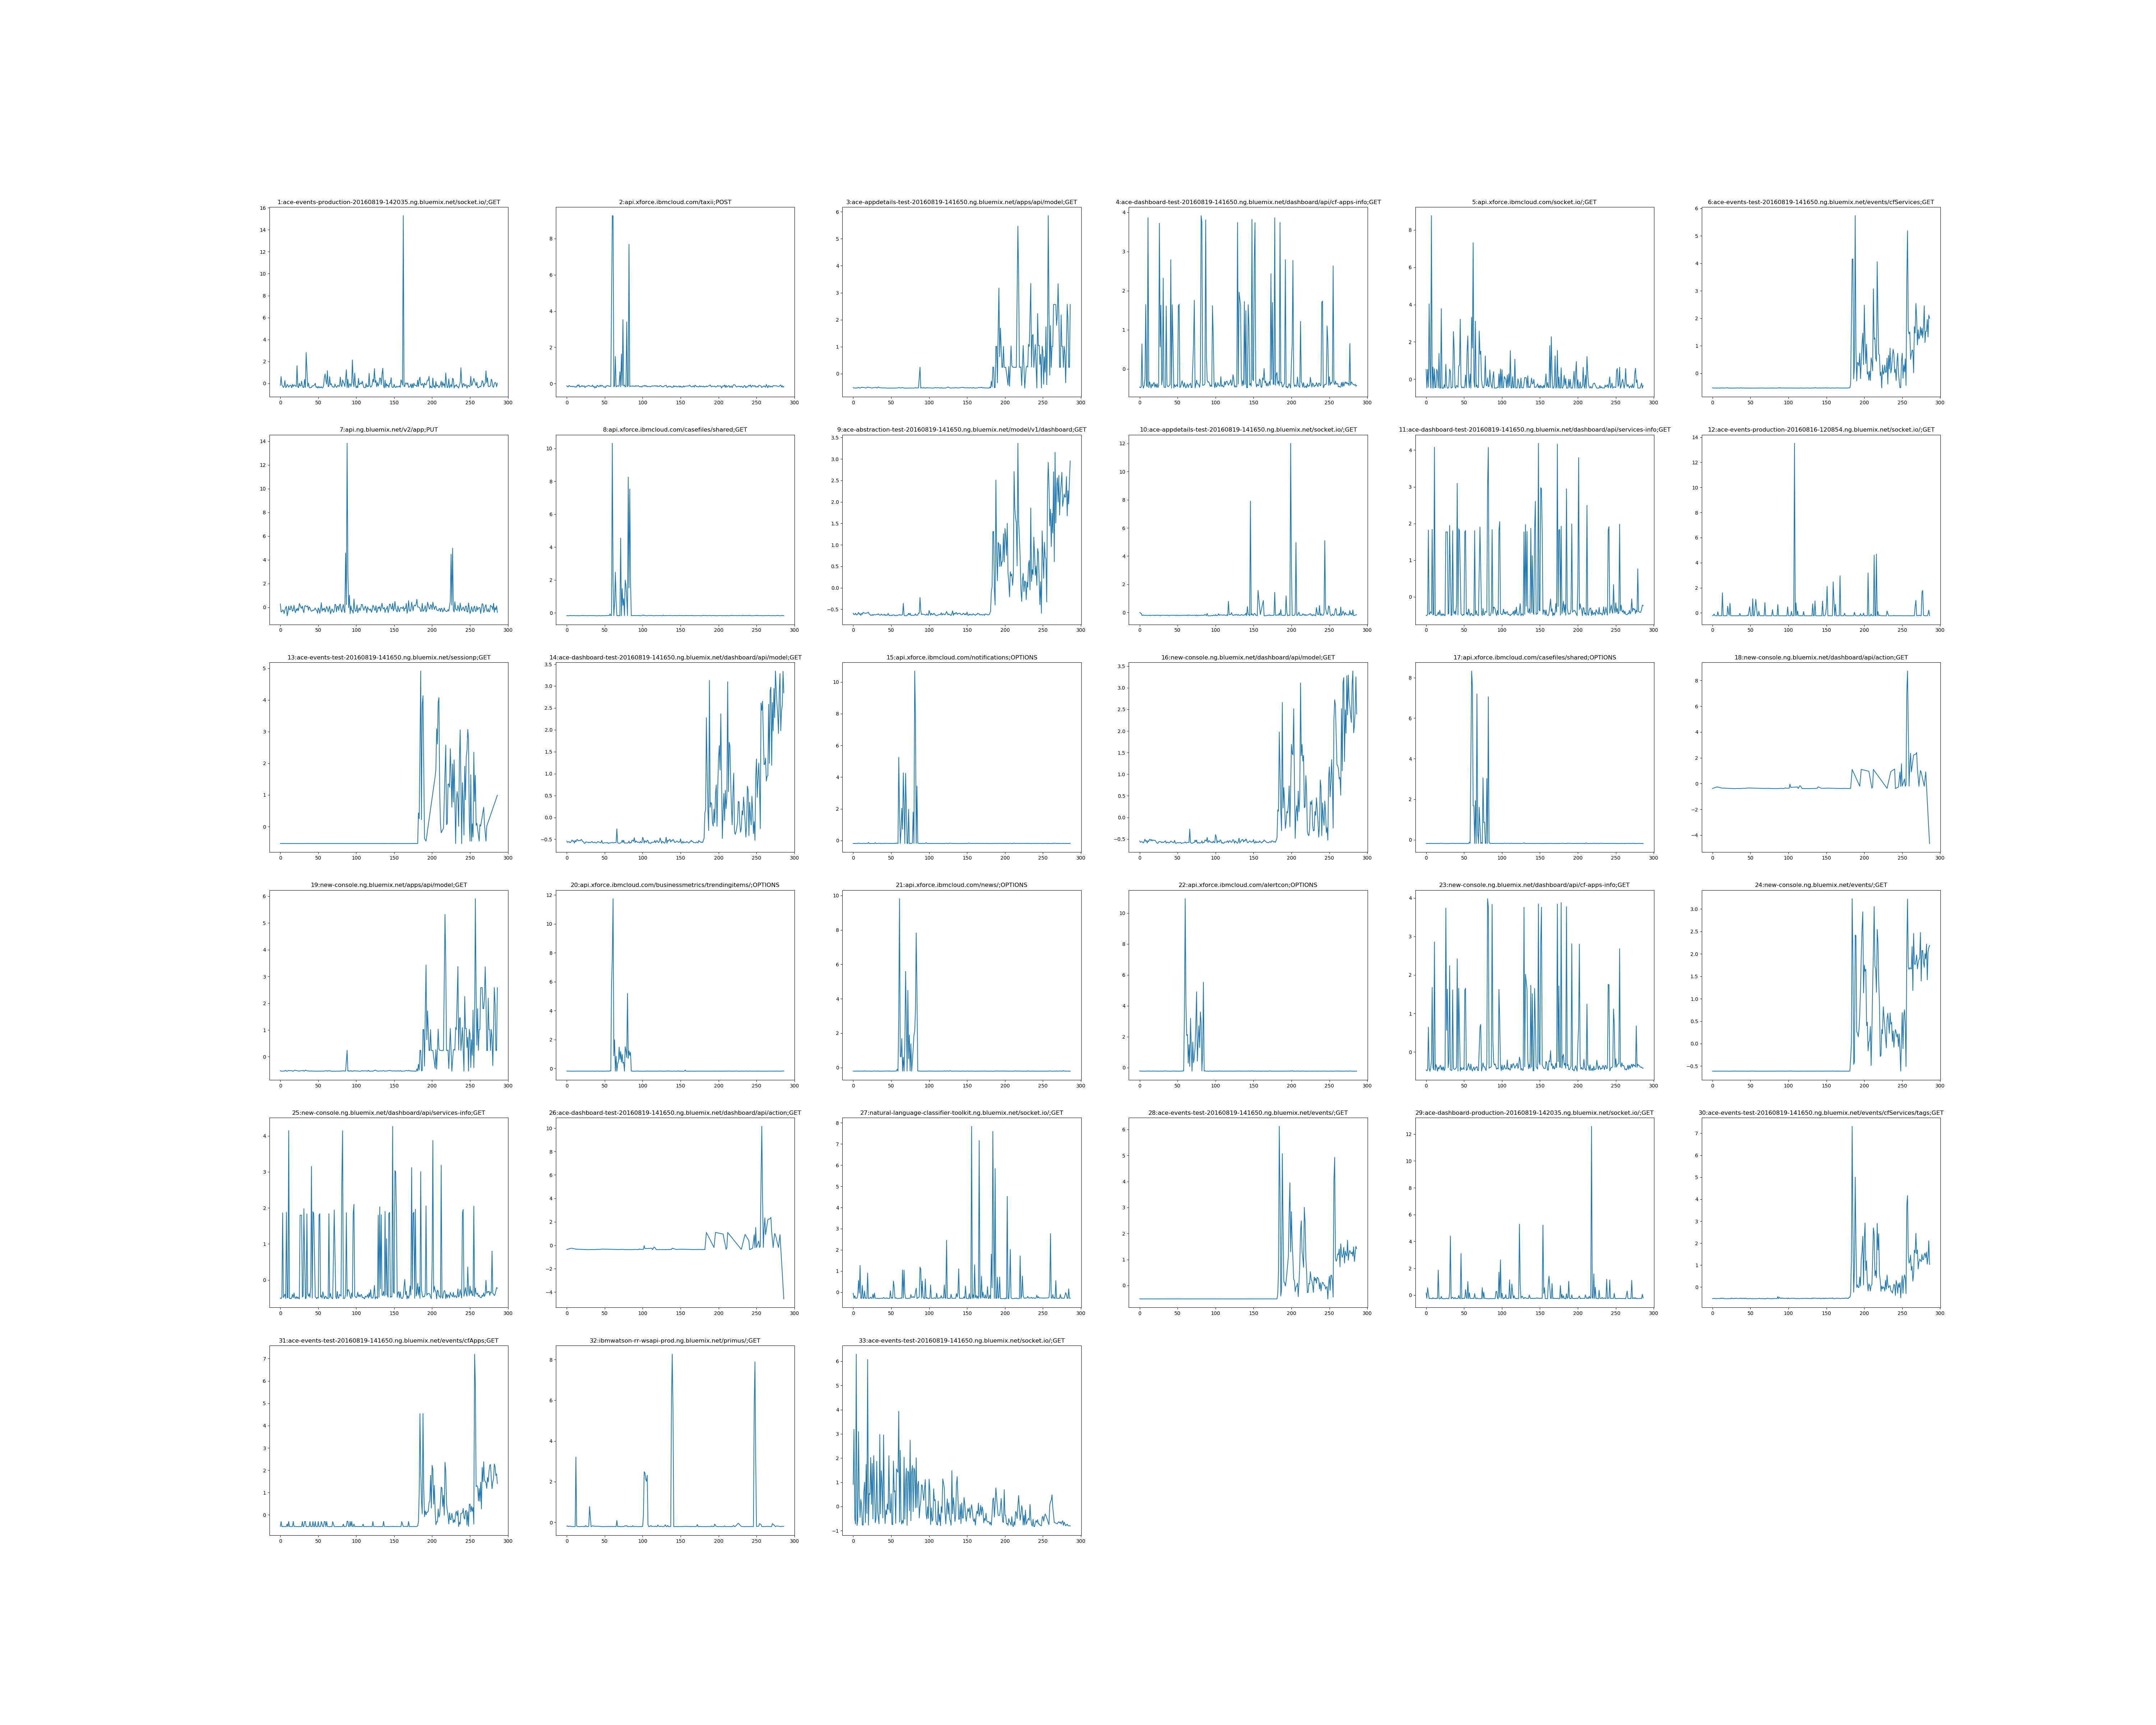 1:ace-events-production-20160819-142035.ng.bluemix.net/socket.io/;GET
2:api.xforce.ibmcloud.com/taxii;POST
3:ace-appdetails-test-20160819-141650.ng.bluemix.net/apps/api/model;GET
4:ace-dashboard-test-20160819-141650.ng.bluemix.net/dashboard/api/cf-apps-info;GET
5:api.xforce.ibmcloud.com/socket.io/;GET
6:ace-events-test-20160819-141650.ng.bluemix.net/events/cfServices;GET
7:api.ng.bluemix.net/v2/app;PUT
8:api.xforce.ibmcloud.com/casefiles/shared;GET
9:ace-abstraction-test-20160819-141650.ng.bluemix.net/model/v1/dashboard;GET
10:ace-appdetails-test-20160819-141650.ng.bluemix.net/socket.io/;GET
11:ace-dashboard-test-20160819-141650.ng.bluemix.net/dashboard/api/services-info;GET
12:ace-events-production-20160816-120854.ng.bluemix.net/socket.io/;GET
13:ace-events-test-20160819-141650.ng.bluemix.net/sessionp;GET
14:ace-dashboard-test-20160819-141650.ng.bluemix.net/dashboard/api/model;GET
15:api.xforce.ibmcloud.com/notifications;OPTIONS
16:new-console.ng.bluemix.net/dashboard/api/model;GET
17:api.xforce.ibmcloud.com/casefiles/shared;OPTIONS
18:new-console.ng.bluemix.net/dashboard/api/action;GET
19:new-console.ng.bluemix.net/apps/api/model;GET
20:api.xforce.ibmcloud.com/businessmetrics/trendingitems/;OPTIONS
21:api.xforce.ibmcloud.com/news/;OPTIONS
22:api.xforce.ibmcloud.com/alertcon;OPTIONS
23:new-console.ng.bluemix.net/dashboard/api/cf-apps-info;GET
24:new-console.ng.bluemix.net/events/;GET
25:new-console.ng.bluemix.net/dashboard/api/services-info;GET
26:ace-dashboard-test-20160819-141650.ng.bluemix.net/dashboard/api/action;GET
27:natural-language-classifier-toolkit.ng.bluemix.net/socket.io/;GET
28:ace-events-test-20160819-141650.ng.bluemix.net/events/;GET
29:ace-dashboard-production-20160819-142035.ng.bluemix.net/socket.io/;GET
30:ace-events-test-20160819-141650.ng.bluemix.net/events/cfServices/tags;GET
31:ace-events-test-20160819-141650.ng.bluemix.net/events/cfApps;GET
32:ibmwatson-rr-wsapi-prod.ng.bluemix.net/primus/;GET
33:ace-events-test-20160819-141650.ng.bluemix.net/socket.io/;GET